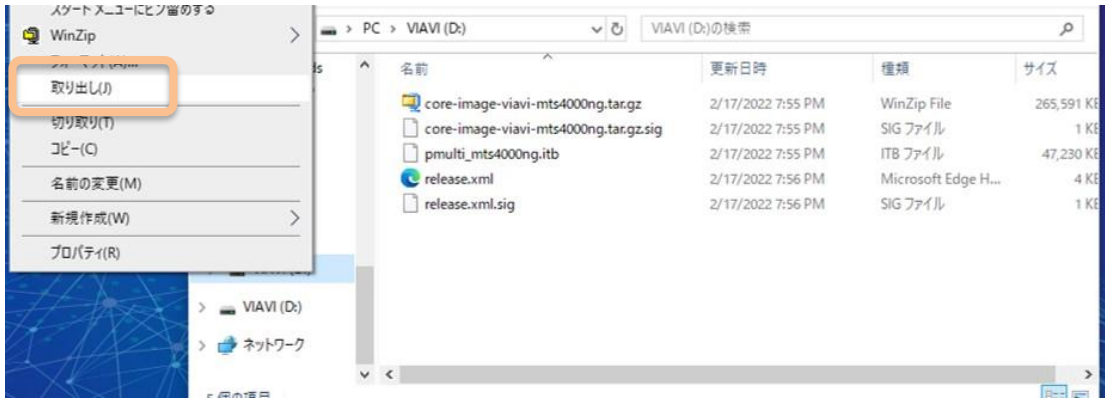 スタート メニューにピン留めする
WinZip
取り出し(J)
切り取り(T)
コピー(C)
名前の変更(M)
新規作成(W)
プロパティ(R)
PC › VIAVI (D:)
VIAVI (D:)の検索
名前 更新日時 種類 サイズ
core-image-viavi-mts4000ng.tar.gz 2/17/2022 7:55 PM WinZip File 265,591 KB
core-image-viavi-mts4000ng.tar.gz.sig 2/17/2022 7:55 PM SIG ファイル 1 KB
pmulti_mts4000ng.itb 2/17/2022 7:55 PM ITB ファイル 47,230 KB
release.xml 2/17/2022 7:56 PM Microsoft Edge H... 4 KB
release.xml.sig 2/17/2022 7:56 PM SIG ファイル 1 KB
VIAVI (D:)
ネットワーク
5 個の項目